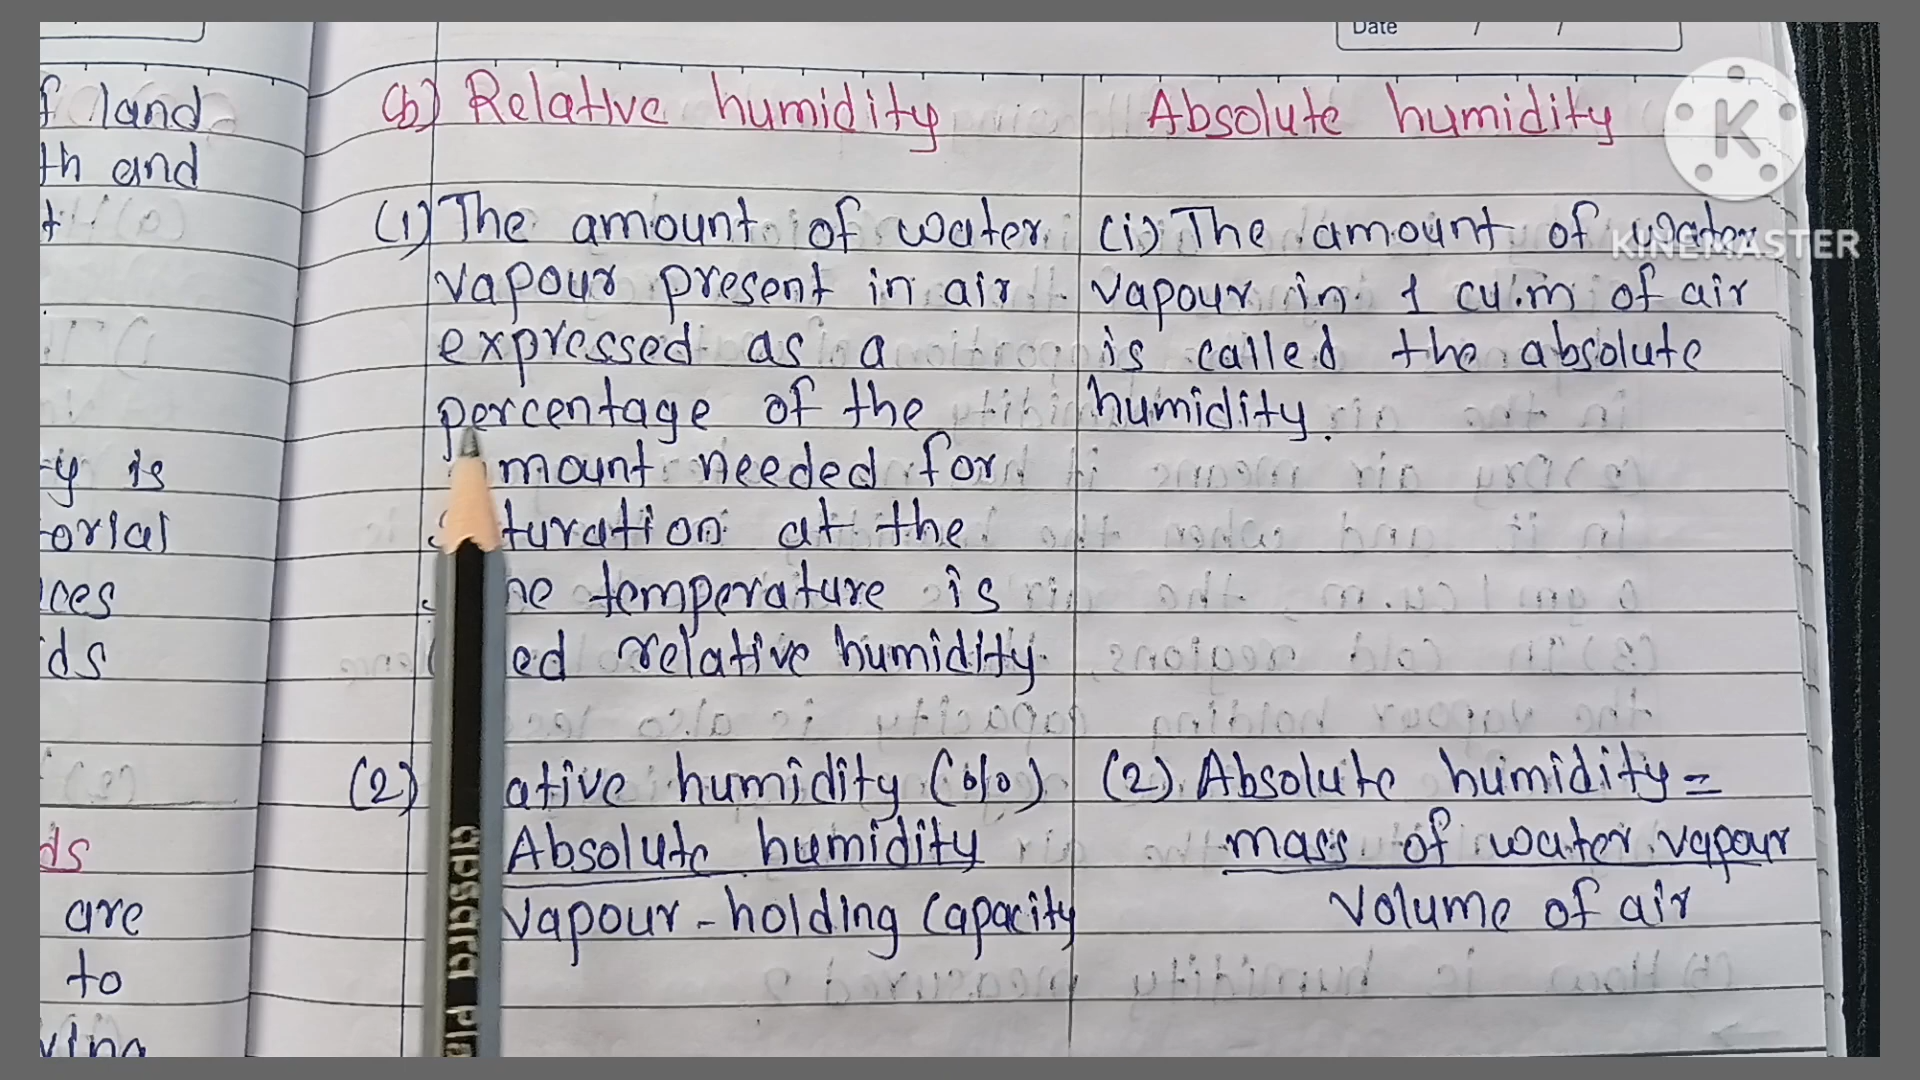 Date / /
f land
th and
t
y is
orial
ces
ds
ds
are
to
ving
(b) Relative humidity
Absolute humidity
(1) The amount of water
vapour present in air
expressed as a
percentage of the
mount needed for
turation at the
me temperature is
ed relative humidity.
(2) ative humidity (%)
Absolute humidity
vapour-holding capacity
(i) The amount of water
vapour in 1 cu.m of air
is called the absolute
humidity.
(2) Absolute humidity =
mass of water vapour
Volume of air
K
KINEMASTER
apsara